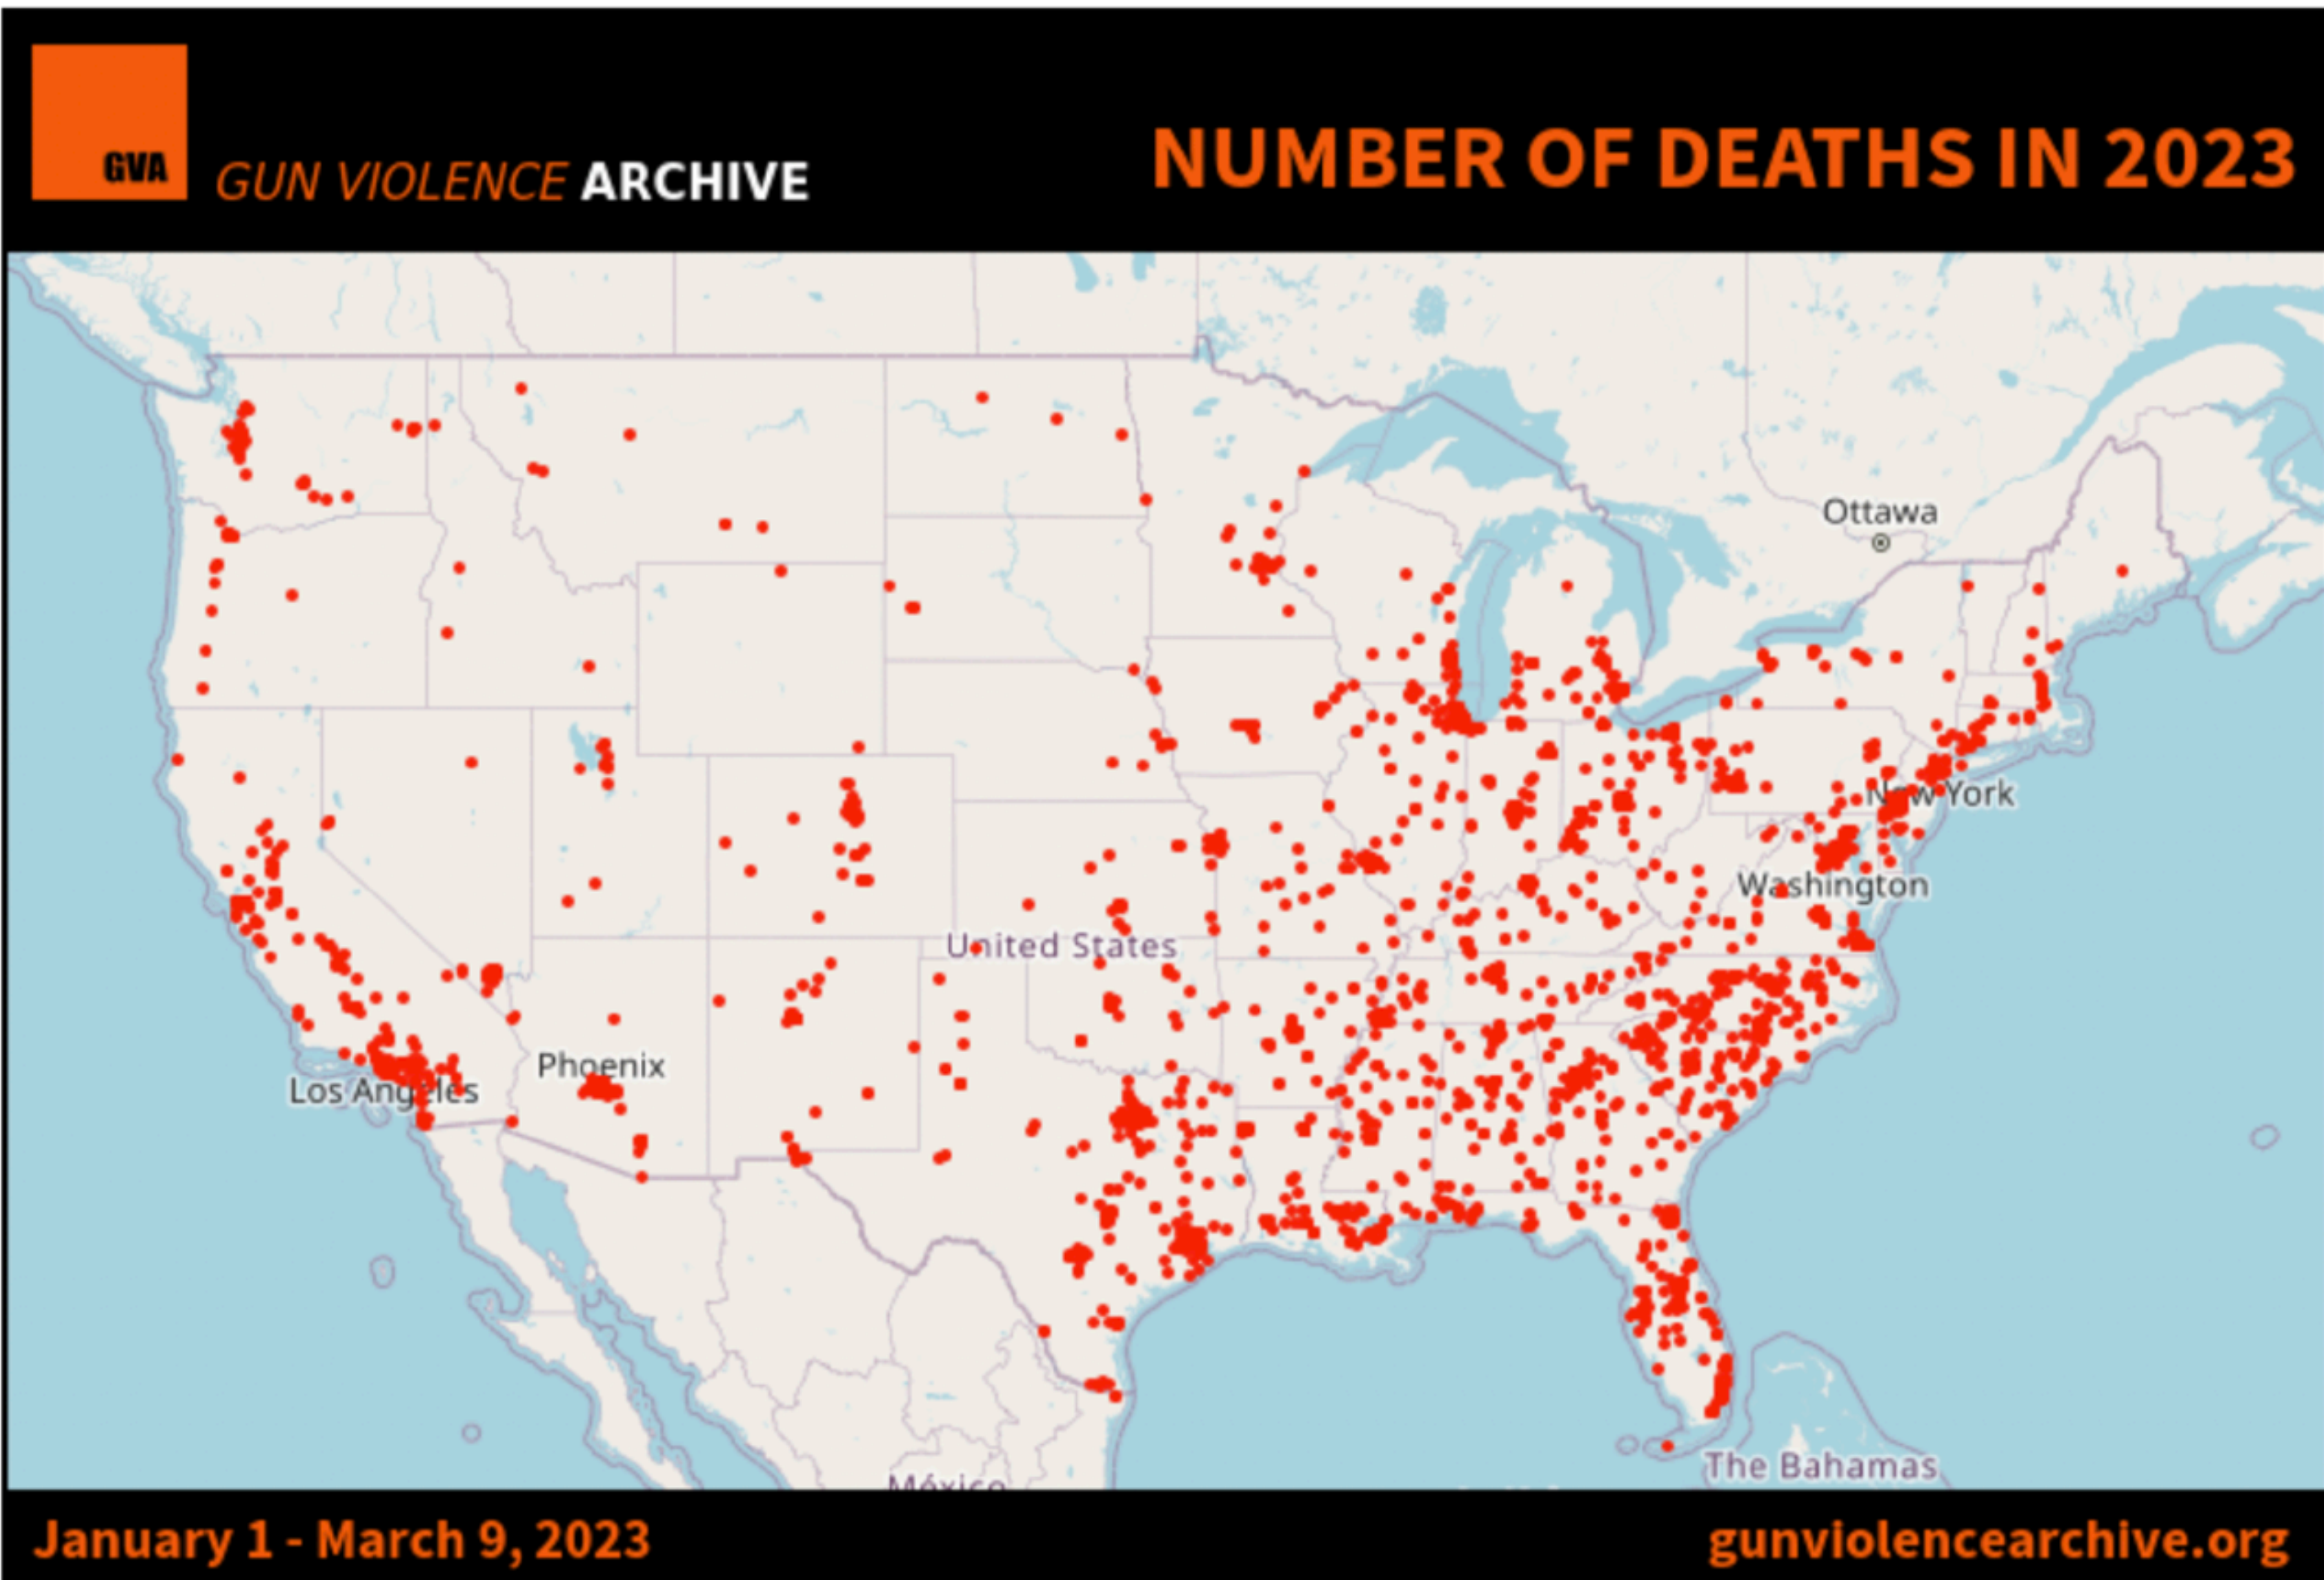 GVA
GUN VIOLENCE ARCHIVE
NUMBER OF DEATHS IN 2023
Ottawa
New York
Washington
United States
Phoenix
Los Angeles
The Bahamas
México
January 1 - March 9, 2023
gunviolencearchive.org